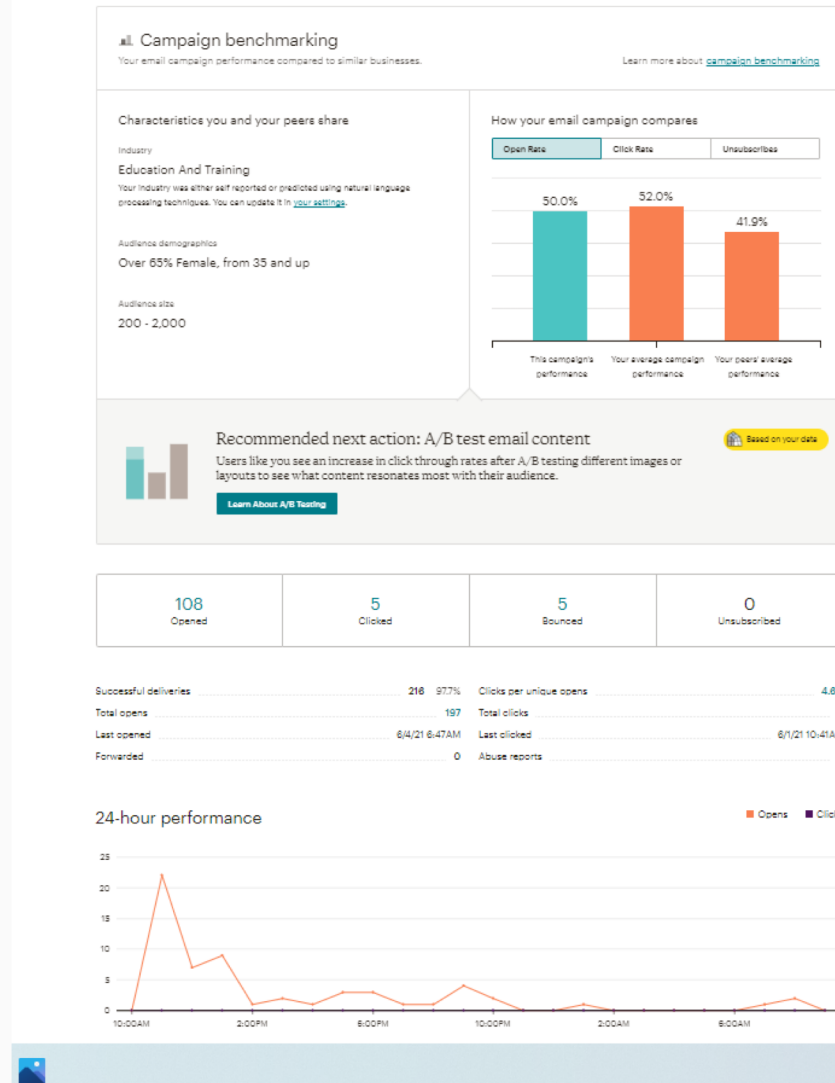 Campaign benchmarking
Your email campaign performance compared to similar businesses.
Learn more about campaign benchmarking
Characteristics you and your peers share
Industry
Education And Training
Your industry was either self reported or predicted using natural language
processing techniques. You can update it in your settings.
Audience demographics
Over 65% Female, from 35 and up
Audience size
200 - 2,000
How your email campaign compares
Open Rate
Click Rate
Unsubscribes
50.0%
52.0%
41.9%
This campaign's
performance
Your average campaign
performance
Your peers' average
performance
Recommended next action: A/B test email content
Based on your data
Users like you see an increase in click through rates after A/B testing different images or
layouts to see what content resonates most with their audience.
Learn About A/B Testing
108
Opened
5
Clicked
5
Bounced
0
Unsubscribed
Successful deliveries 216 97.7%
Total opens 197
Last opened 6/4/21 6:47AM
Forwarded 0
Clicks per unique opens 4.6
Total clicks
Last clicked 6/1/21 10:41A
Abuse reports
24-hour performance
Opens Clic
25
20
15
10
5
0
10:00AM
2:00PM
6:00PM
10:00PM
2:00AM
6:00AM